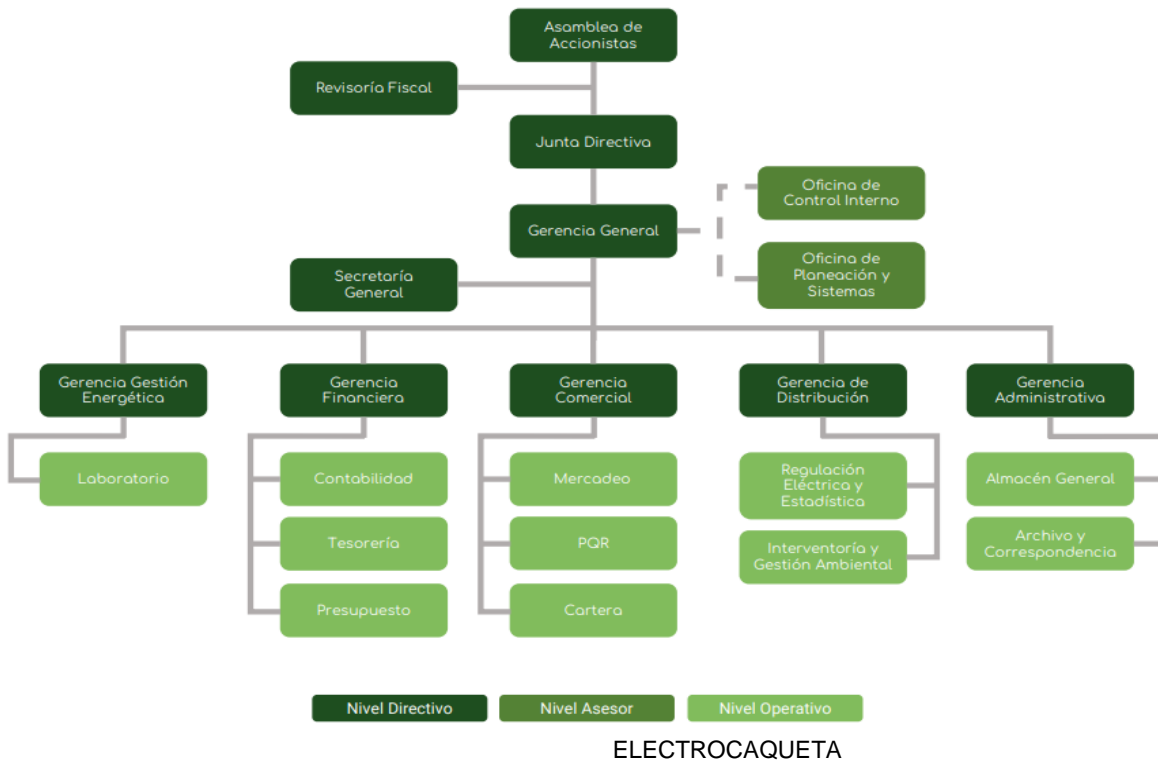 Asamblea de
Accionistas
Revisoría Fiscal
Junta Directiva
Oficina de
Control Interno
Gerencia General
Oficina de
Planeación y
Sistemas
Secretaría
General
Gerencia Gestión
Energética
Gerencia
Financiera
Gerencia
Comercial
Gerencia de
Distribución
Gerencia
Administrativa
Laboratorio
Contabilidad
Mercadeo
Regulación
Eléctrica y
Estadística
Almacén General
Tesorería
PQR
Interventoría y
Gestión Ambiental
Archivo y
Correspondencia
Presupuesto
Cartera
Nivel Directivo
Nivel Asesor
Nivel Operativo
ELECTROCAQUETA